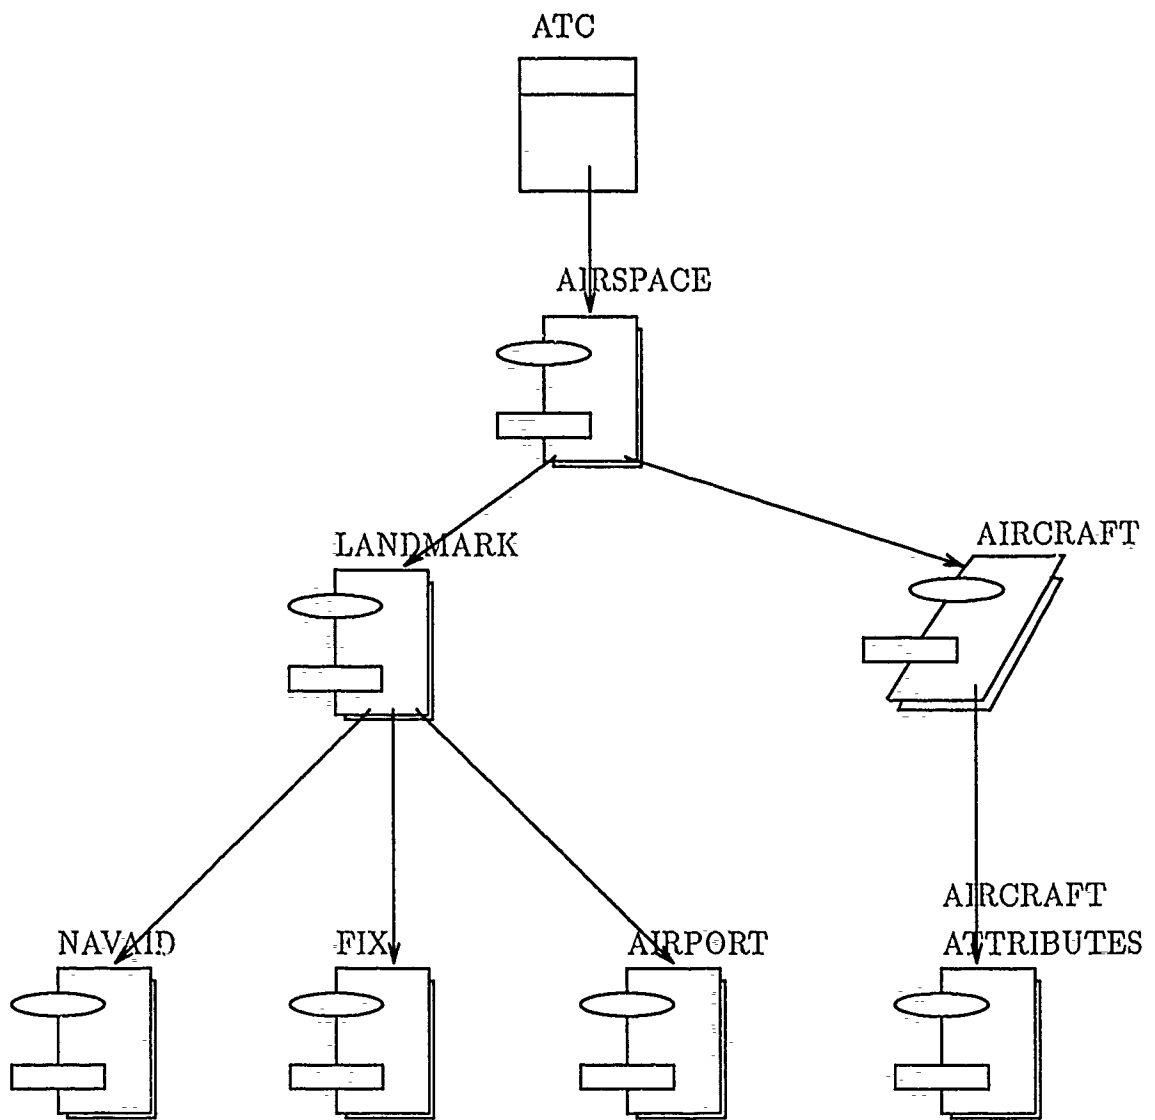 ATC
AIRSPACE
LANDMARK
AIRCRAFT
NAVAID
FIX
AIRPORT
AIRCRAFT
ATTRIBUTES